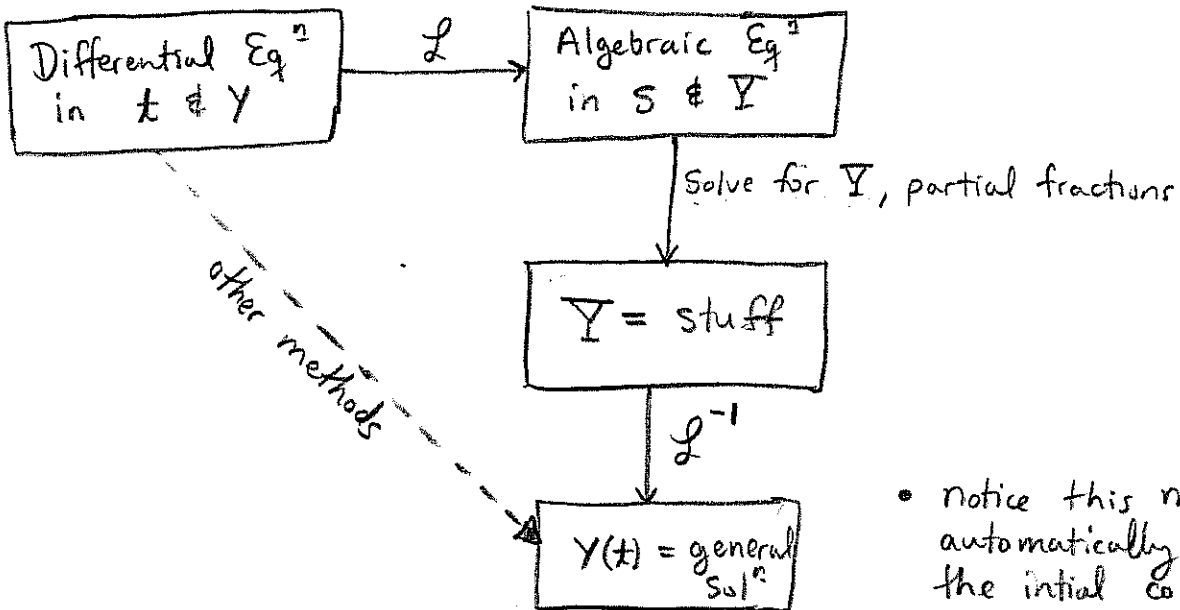 Differential Eqⁿ
in t & y
ℒ
Algebraic Eqⁿ
in s & Y
Solve for Y, partial fractions
Y = stuff
other methods
ℒ⁻¹
y(t) = general
solⁿ
• notice this
automatically
the intial